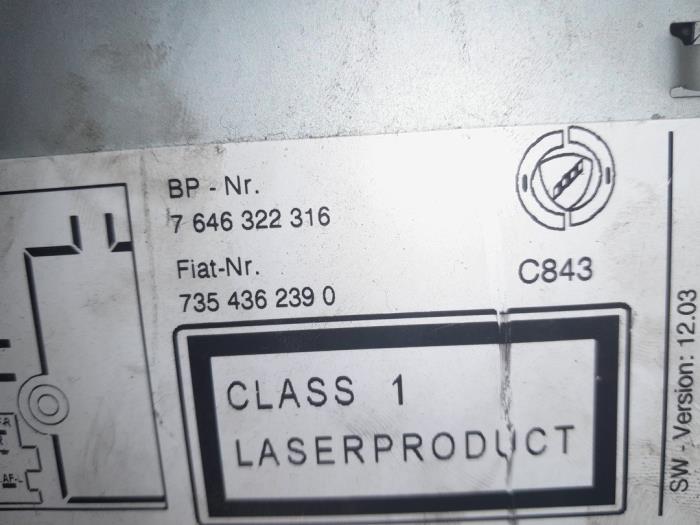 BP - Nr.
7 646 322 316
Fiat-Nr.
735 436 239 0
C843
CLASS 1
LASERPRODUCT
SW - Version: 12.03
AF-L